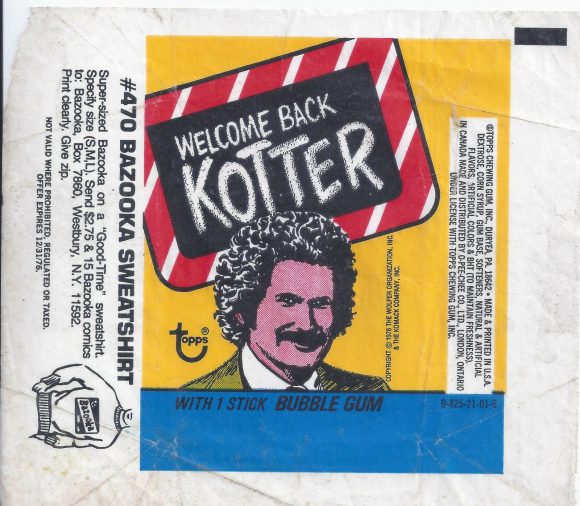 WELCOME BACK
KOTTER
®
topps
WITH 1 STICK BUBBLE GUM
COPYRIGHT © 1976 THE WOLPER ORGANIZATION, INC.
& THE KOMACK COMPANY, INC.
#470 BAZOOKA SWEATSHIRT
Super-sized Bazooka on a "Good-Time" sweatshirt.
Specify size (S,M,L). Send $2.75 & 15 Bazooka comics
to: Bazooka, Box 7960, Westbury, N.Y. 11592.
Print clearly. Give zip.
NOT VALID WHERE PROHIBITED, REGULATED OR TAXED.
OFFER EXPIRES 12/31/76.
Bazooka
©TOPPS CHEWING GUM, INC., DURYEA, PA. 18642 • MADE & PRINTED IN U.S.A.
DEXTROSE, CORN SYRUP, GUM BASE, SOFTENERS, NATURAL & ARTIFICIAL
FLAVORS, ARTIFICIAL COLORS & BHT (TO MAINTAIN FRESHNESS).
IN CANADA MADE AND DISTRIBUTED BY O-PEE-CHEE CO., LTD., LONDON, ONTARIO
UNDER LICENSE WITH TOPPS CHEWING GUM, INC.
0-425-21-01-6